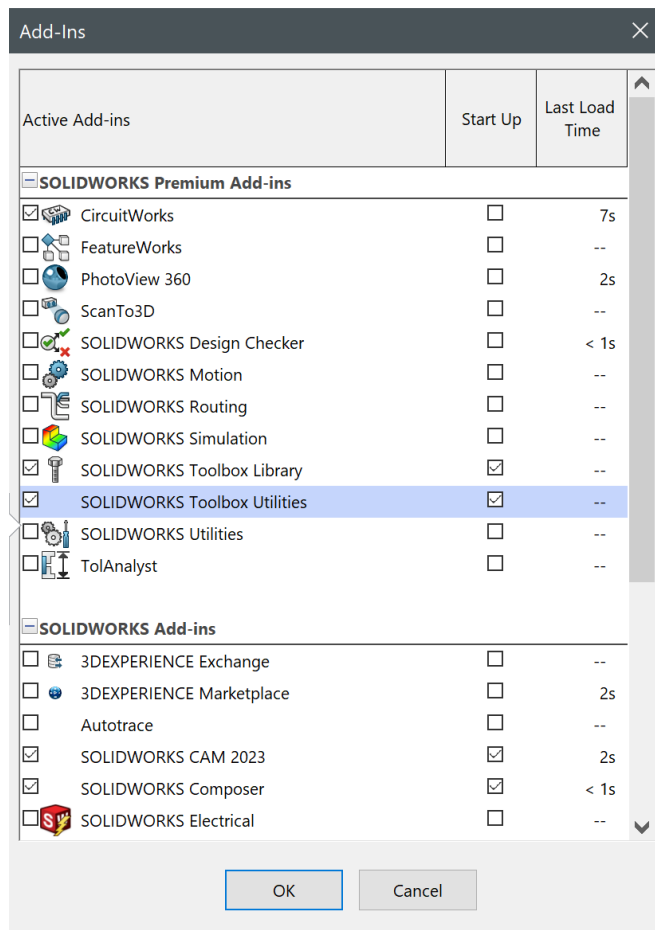 Add-Ins
Active Add-ins Start Up Last Load Time
SOLIDWORKS Premium Add-ins
CircuitWorks 7s
FeatureWorks --
PhotoView 360 2s
ScanTo3D --
SOLIDWORKS Design Checker < 1s
SOLIDWORKS Motion --
SOLIDWORKS Routing --
SOLIDWORKS Simulation --
SOLIDWORKS Toolbox Library --
SOLIDWORKS Toolbox Utilities --
SOLIDWORKS Utilities --
TolAnalyst --
SOLIDWORKS Add-ins
3DEXPERIENCE Exchange --
3DEXPERIENCE Marketplace 2s
Autotrace --
SOLIDWORKS CAM 2023 2s
SOLIDWORKS Composer < 1s
SOLIDWORKS Electrical --
OK Cancel